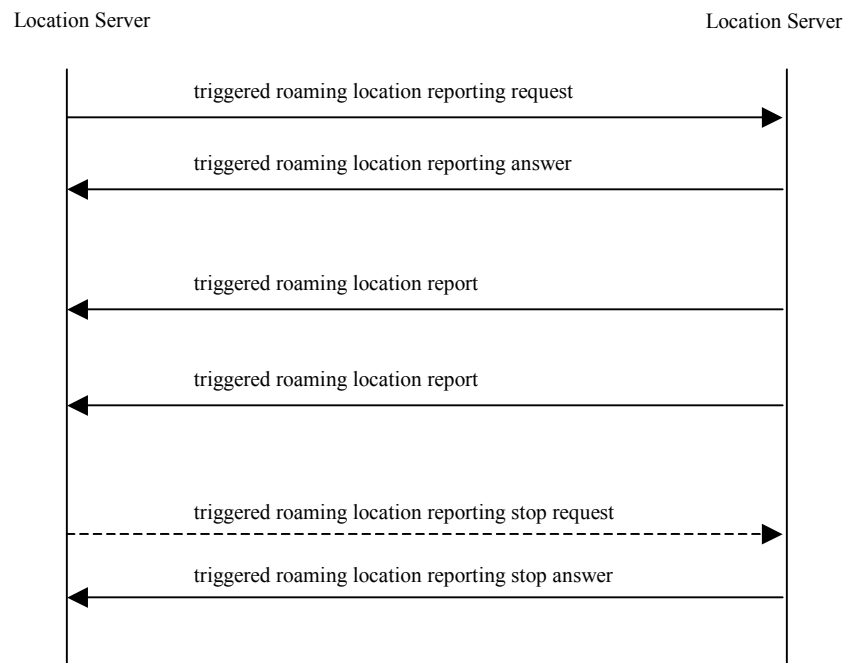 Location Server
Location Server
triggered roaming location reporting request
triggered roaming location reporting answer
triggered roaming location report
triggered roaming location report
triggered roaming location reporting stop request
triggered roaming location reporting stop answer